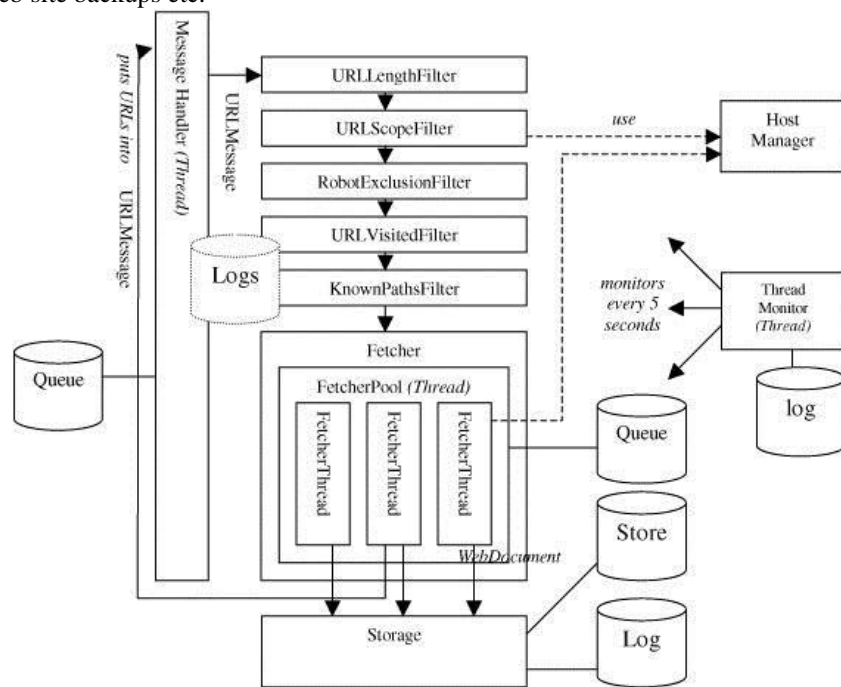 eb site backups etc.
puts URLs into
URLMessage
Message Handler (Thread)
URLMessage
URLLengthFilter
URLScopeFilter
use
Host
Manager
RobotExclusionFilter
URLVisitedFilter
Logs
KnownPathsFilter
monitors
every 5
seconds
Thread
Monitor
(Thread)
log
Queue
Fetcher
FetcherPool (Thread)
FetcherThread
FetcherThread
FetcherThread
Queue
WebDocument
Store
Storage
Log